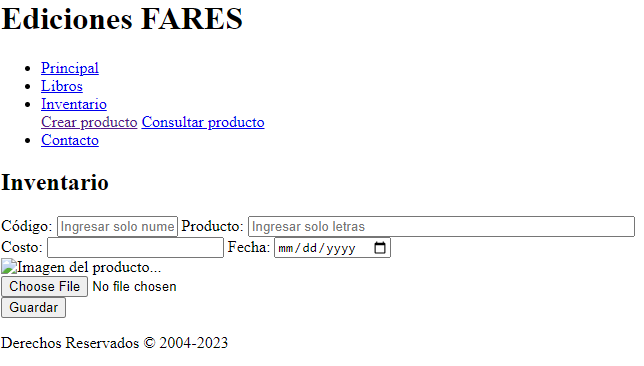 Ediciones FARES
Principal
Libros
Inventario
Crear producto Consultar producto
Contacto
Inventario
Código: Ingresar solo nume Producto: Ingresar solo letras
Costo: Fecha: mm/dd/yyyy
Imagen del producto...
Choose File No file chosen
Guardar
Derechos Reservados © 2004-2023